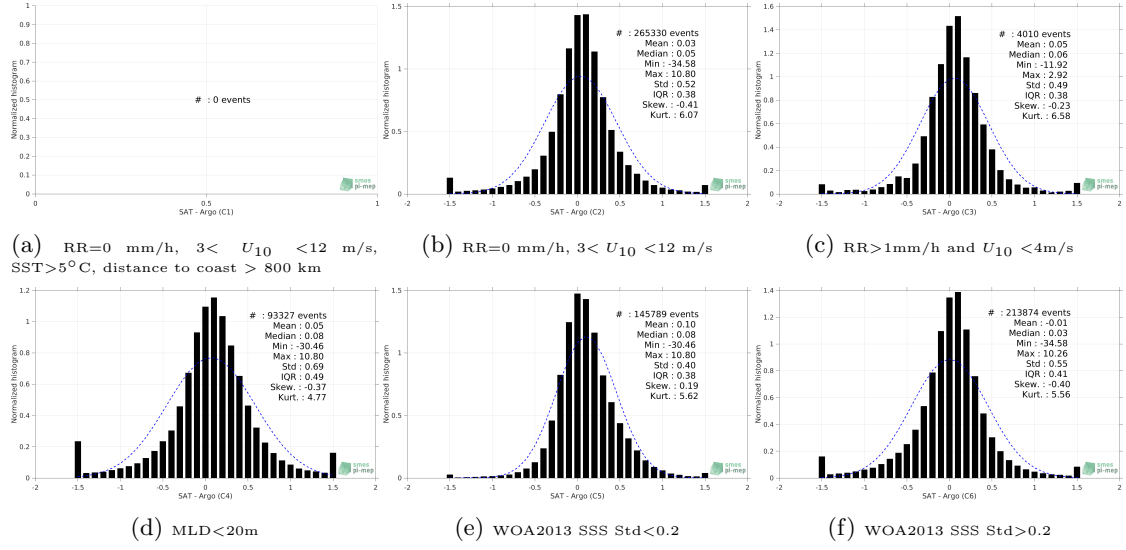 1
0.9
0.8
0.7
0.6
0.5
0.4
0.3
0.2
0.1
0
Normalized histogram
# : 0 events
0 0.5 1
SAT - Argo (C1)
smos
pi-mep
(a) RR=0 mm/h, 3< U10 <12 m/s,
SST>5°C, distance to coast > 800 km
1.5
1
0.5
0
Normalized histogram
# : 265330 events
Mean : 0.03
Median : 0.05
Min : -34.58
Max : 10.80
Std : 0.52
IQR : 0.38
Skew. : -0.41
Kurt. : 6.07
-2 -1.5 -1 -0.5 0 0.5 1 1.5 2
SAT - Argo (C2)
smos
pi-mep
(b) RR=0 mm/h, 3< U10 <12 m/s
1.6
1.4
1.2
1
0.8
0.6
0.4
0.2
0
Normalized histogram
# : 4010 events
Mean : 0.05
Median : 0.06
Min : -11.92
Max : 2.92
Std : 0.49
IQR : 0.38
Skew. : -0.23
Kurt. : 6.58
-2 -1.5 -1 -0.5 0 0.5 1 1.5 2
SAT - Argo (C3)
smos
pi-mep
(c) RR>1mm/h and U10 <4m/s
1.2
1
0.8
0.6
0.4
0.2
0
Normalized histogram
# : 93327 events
Mean : 0.05
Median : 0.08
Min : -30.46
Max : 10.80
Std : 0.69
IQR : 0.49
Skew. : -0.37
Kurt. : 4.77
-2 -1.5 -1 -0.5 0 0.5 1 1.5 2
SAT - Argo (C4)
smos
pi-mep
(d) MLD<20m
1.5
1
0.5
0
Normalized histogram
# : 145789 events
Mean : 0.10
Median : 0.08
Min : -30.46
Max : 10.80
Std : 0.40
IQR : 0.38
Skew. : 0.19
Kurt. : 5.62
-2 -1.5 -1 -0.5 0 0.5 1 1.5 2
SAT - Argo (C5)
smos
pi-mep
(e) WOA2013 SSS Std<0.2
1.4
1.2
1
0.8
0.6
0.4
0.2
0
Normalized histogram
# : 213874 events
Mean : -0.01
Median : 0.03
Min : -34.58
Max : 10.26
Std : 0.55
IQR : 0.41
Skew. : -0.40
Kurt. : 5.56
-2 -1.5 -1 -0.5 0 0.5 1 1.5 2
SAT - Argo (C6)
smos
pi-mep
(f) WOA2013 SSS Std>0.2